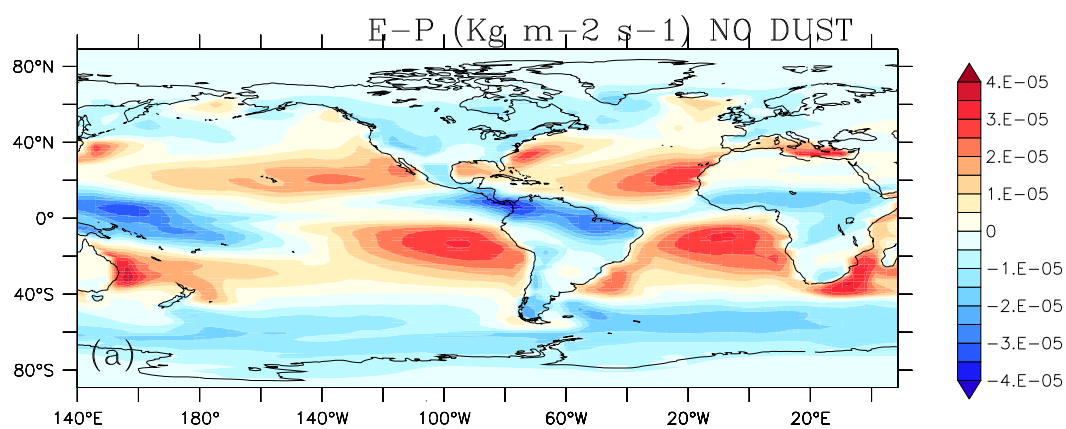 E-P (Kg m-2 s-1) NO DUST
80°N
40°N
0°
40°S
80°S
(a)
140°E 180° 140°W 100°W 60°W 20°W 20°E
4.E-05
3.E-05
2.E-05
1.E-05
0
-1.E-05
-2.E-05
-3.E-05
-4.E-05